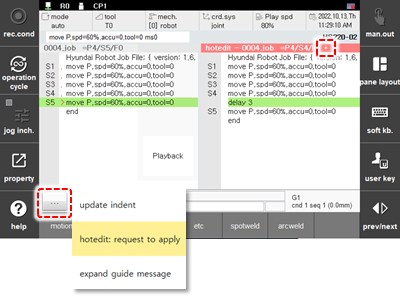 R0 CP1
rec.cond
mode
auto
tool
T0
mech.
[0] robot
crd.sys
joint
Play spd
60%
2022.10.13.Th
11:29:10 AM
man.out
move P,spd=60%,accu=0,tool=0 ms0
0004.job =P4/S5/F0
hotedit - 0004.job =P4/S4/
Hyundai Robot Job File: { version: 1,6,
Hyundai Robot Job File: { version: 1,6,
S1 move P,spd=60%,accu=0,tool=0
S1 move P,spd=60%,accu=0,tool=0
S2 move P,spd=60%,accu=0,tool=0
S2 move P,spd=60%,accu=0,tool=0
S3 move P,spd=60%,accu=0,tool=0
S3 move P,spd=60%,accu=0,tool=0
S4 move P,spd=60%,accu=0,tool=0
S4 move P,spd=60%,accu=0,tool=0
S5 move P,spd=60%,accu=0,tool=0
delay 3
end
S5 move P,spd=60%,accu=0,tool=0
end
operation
cycle
pane layout
jog inch.
soft kb.
Playback
property
user key
...
update indent
G1
cnd 1 seq 1 (0.0mm)
help
motion
etc
spotweld
arcweld
prev/next
hotedit: request to apply
expand guide message